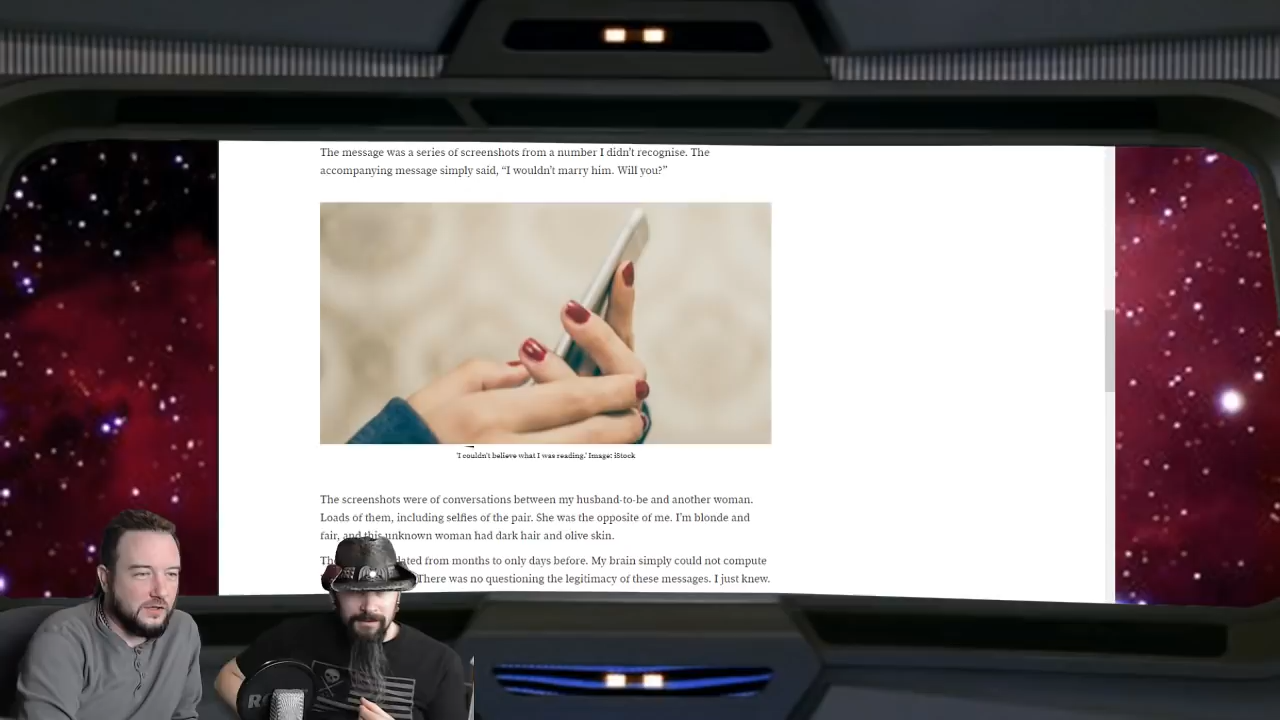 The message was a series of screenshots from a number I didn't recognise. The
accompanying message simply said, “I wouldn't marry him. Will you?”
'I couldn't believe what I was reading.' Image: iStock
The screenshots were of conversations between my husband-to-be and another woman.
Loads of them, including selfies of the pair. She was the opposite of me. I'm blonde and
fair, and this unknown woman had dark hair and olive skin.
dated from months to only days before. My brain simply could not compute
There was no questioning the legitimacy of these messages. I just knew.